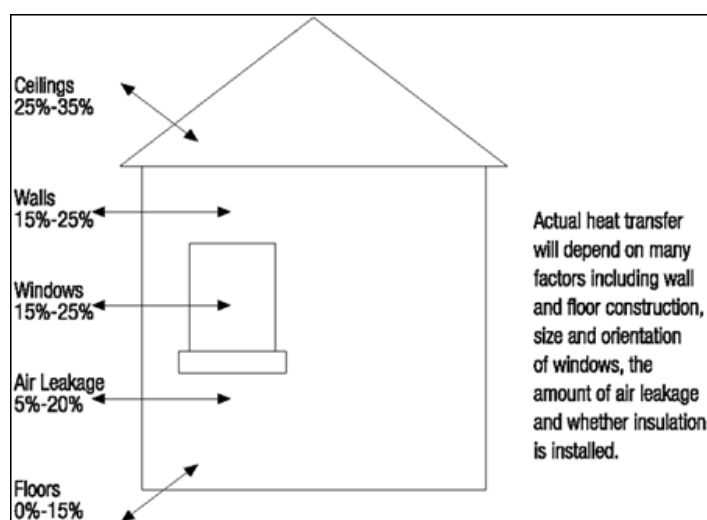 Ceilings
25%-35%
Walls
15%-25%
Windows
15%-25%
Air Leakage
5%-20%
Floors
0%-15%
Actual heat transfer
will depend on many
factors including wall
and floor construction,
size and orientation
of windows, the
amount of air leakage
and whether insulation
is installed.